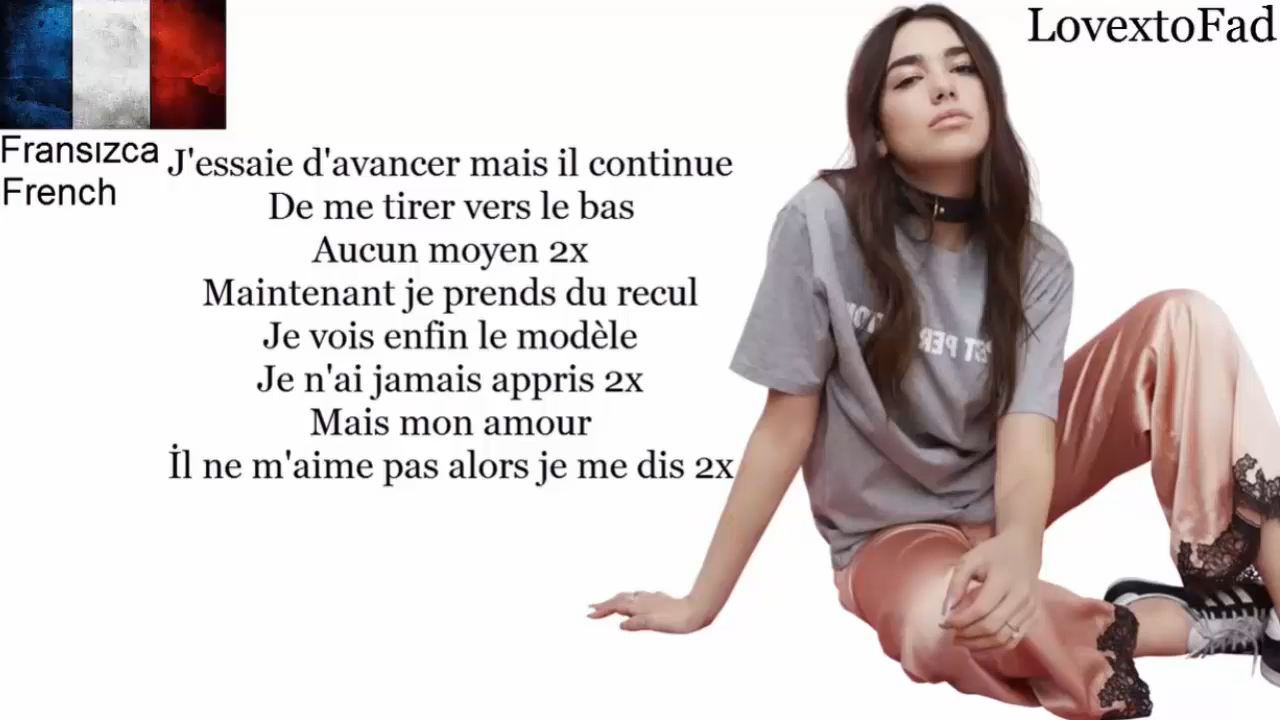 LovextoFad
Fransızca
French
J'essaie d'avancer mais il continue
De me tirer vers le bas
Aucun moyen 2x
Maintenant je prends du recul
Je vois enfin le modèle
Je n'ai jamais appris 2x
Mais mon amour
İl ne m'aime pas alors je me dis 2x